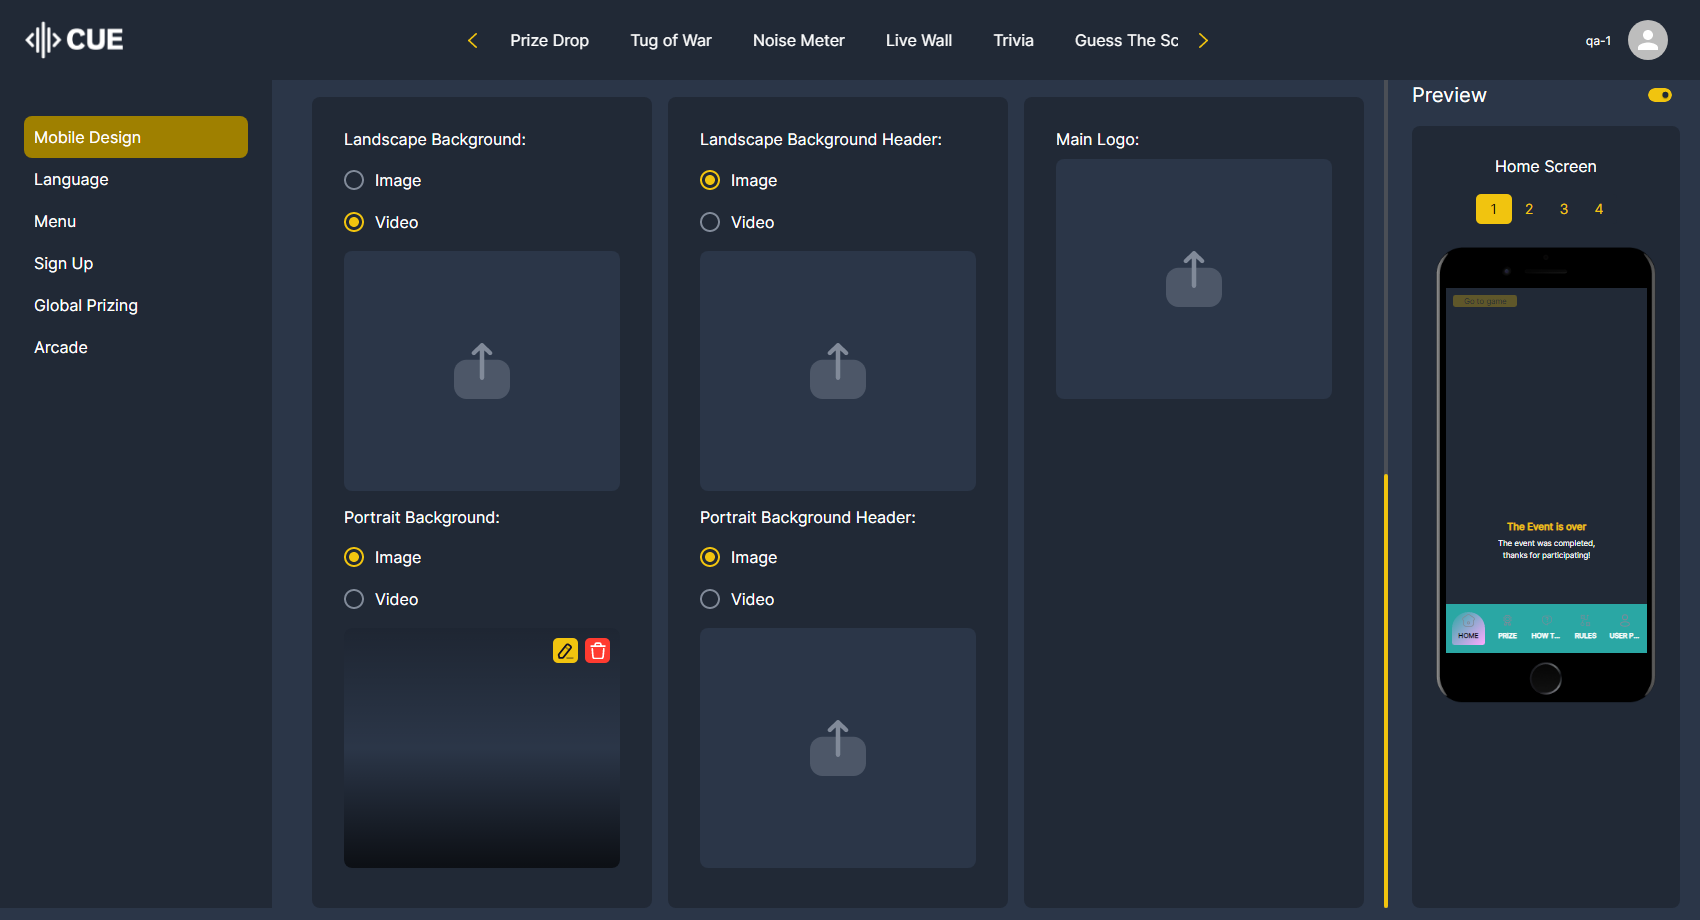 CUE
Prize Drop
Tug of War
Noise Meter
Live Wall
Trivia
Guess The Sc
qa-1
Mobile Design
Language
Menu
Sign Up
Global Prizing
Arcade
Landscape Background:
Image
Video
Portrait Background:
Image
Video
Landscape Background Header:
Image
Video
Portrait Background Header:
Image
Video
Main Logo:
Preview
Home Screen
1 2 3 4
Go to game
The Event is over
The event was completed,
thanks for participating!
HOME PRIZE HOW T... RULES USER P...